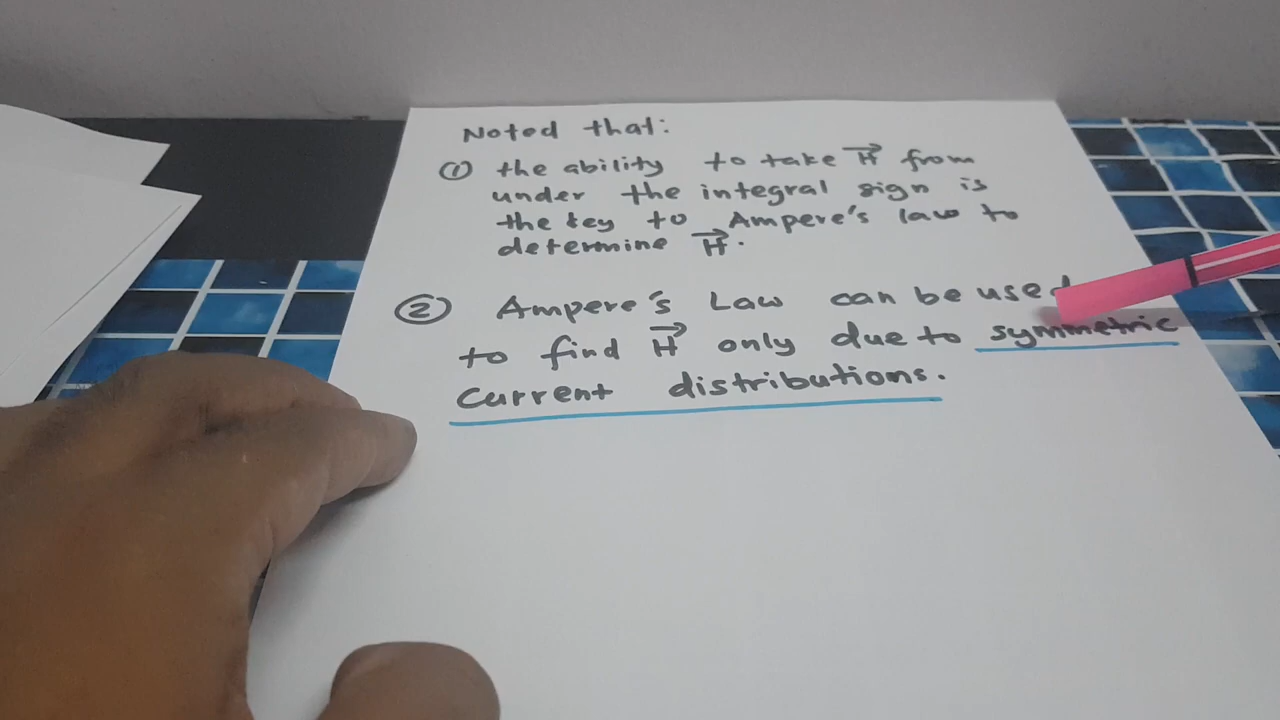 Noted that:
① the ability to take H⃗ from
under the integral sign is
the key to Ampere's law to
determine H⃗.
② Ampere's Law can be used
to find H⃗ only due to symmetric
current distributions.